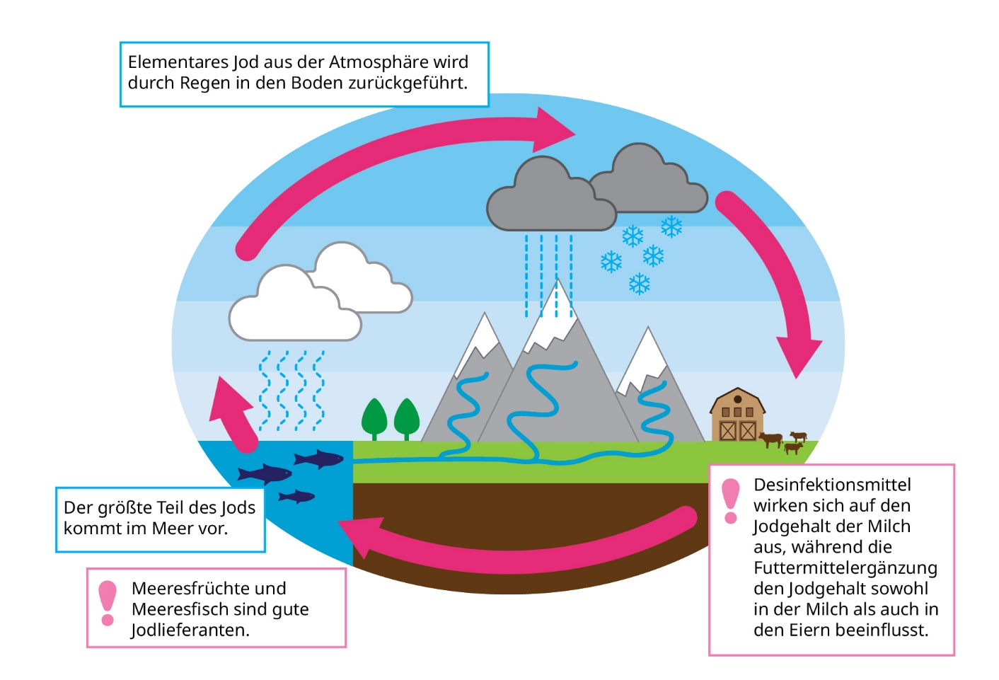 Elementares Jod aus der Atmosphäre wird
durch Regen in den Boden zurückgeführt.
Der größte Teil des Jods
kommt im Meer vor.
Meeresfrüchte und
Meeresfisch sind gute
Jodlieferanten.
Desinfektionsmittel
wirken sich auf den
Jodgehalt der Milch
aus, während die
Futtermittelergänzung
den Jodgehalt sowohl
in der Milch als auch in
den Eiern beeinflusst.